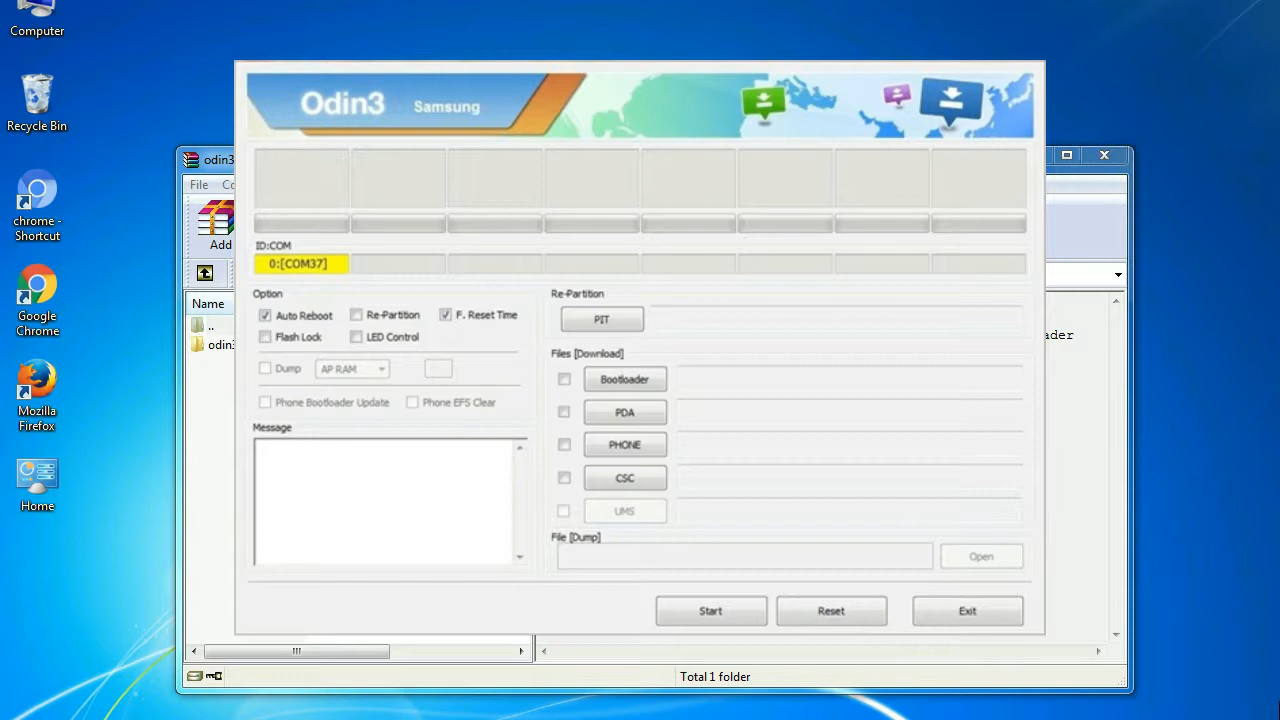 Computer
Recycle Bin
chrome -
Shortcut
Google
Chrome
Mozilla
Firefox
Home
odin3
File
Add
Name
..
odin3
ader
Total 1 folder
Odin3 Samsung
ID:COM
0:[COM37]
Option
Auto Reboot Re-Partition F. Reset Time
Flash Lock LED Control
Dump AP RAM
Phone Bootloader Update Phone EFS Clear
Message
Re-Partition
PIT
Files [Download]
Bootloader
PDA
PHONE
CSC
UMS
File [Dump]
Open
Start Reset Exit